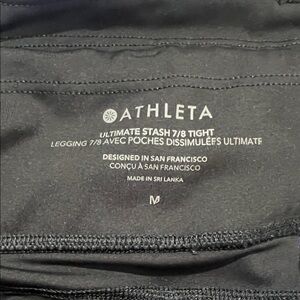 ATHLETA
ULTIMATE STASH 7/8 TIGHT
LEGGING 7/8 AVEC POCHES DISSIMULÉES ULTIMATE
DESIGNED IN SAN FRANCISCO
CONÇU À SAN FRANCISCO
MADE IN SRI LANKA
M